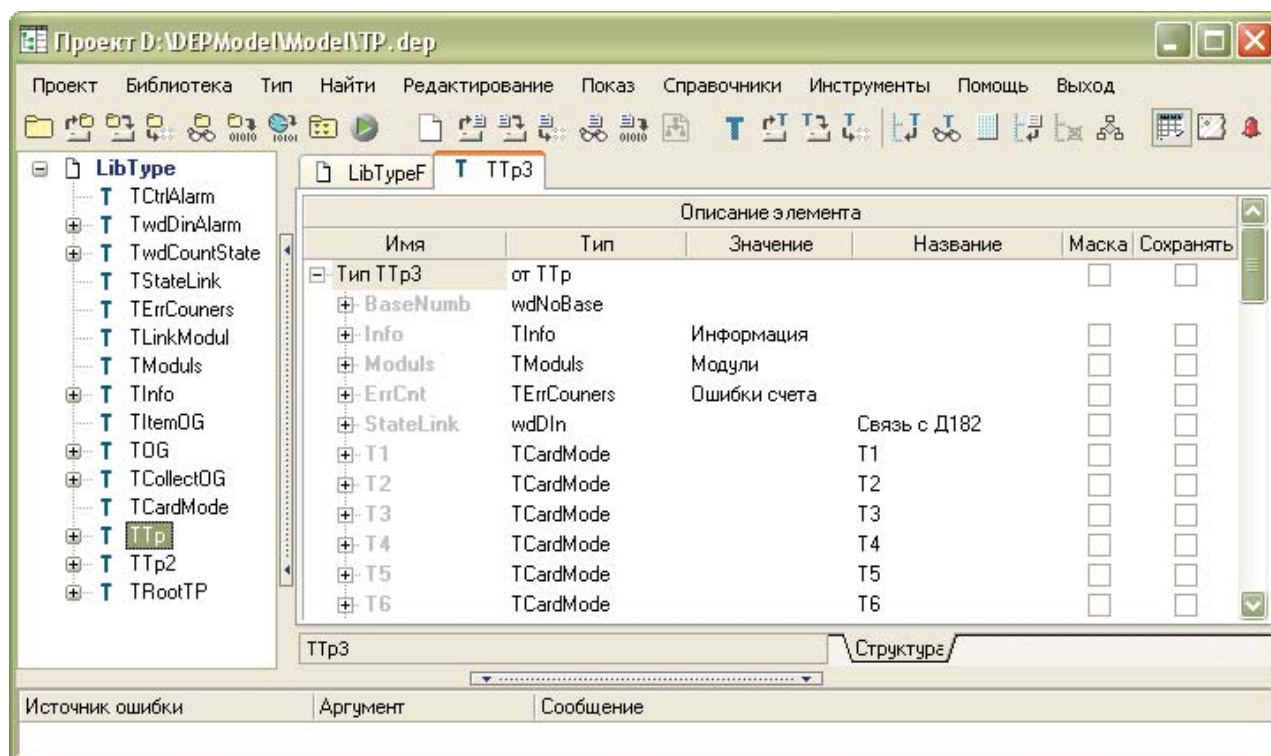 Проект D:\DEPModel\Model\TP.dep
Проект Библиотека Тип Найти Редактирование Показ Справочники Инструменты Помощь Выход
LibType
TCtrlAlarm
TwdDinAlarm
TwdCountState
TStateLink
TErrCouners
TLinkModul
TModuls
TInfo
TItemOG
TOG
TCollectOG
TCardMode
TTp
TTp2
TRootTP
LibTypeF T TTp3
Описание элемента
Имя Тип Значение Название Маска Сохранять
Тип TTp3 от TTp
BaseNumb wdNoBase
Info TInfo Информация
Moduls TModuls Модули
ErrCnt TErrCouners Ошибки счета
StateLink wdDIn Связь с Д182
T1 TCardMode T1
T2 TCardMode T2
T3 TCardMode T3
T4 TCardMode T4
T5 TCardMode T5
T6 TCardMode T6
TTp3 Структура
Источник ошибки Аргумент Сообщение